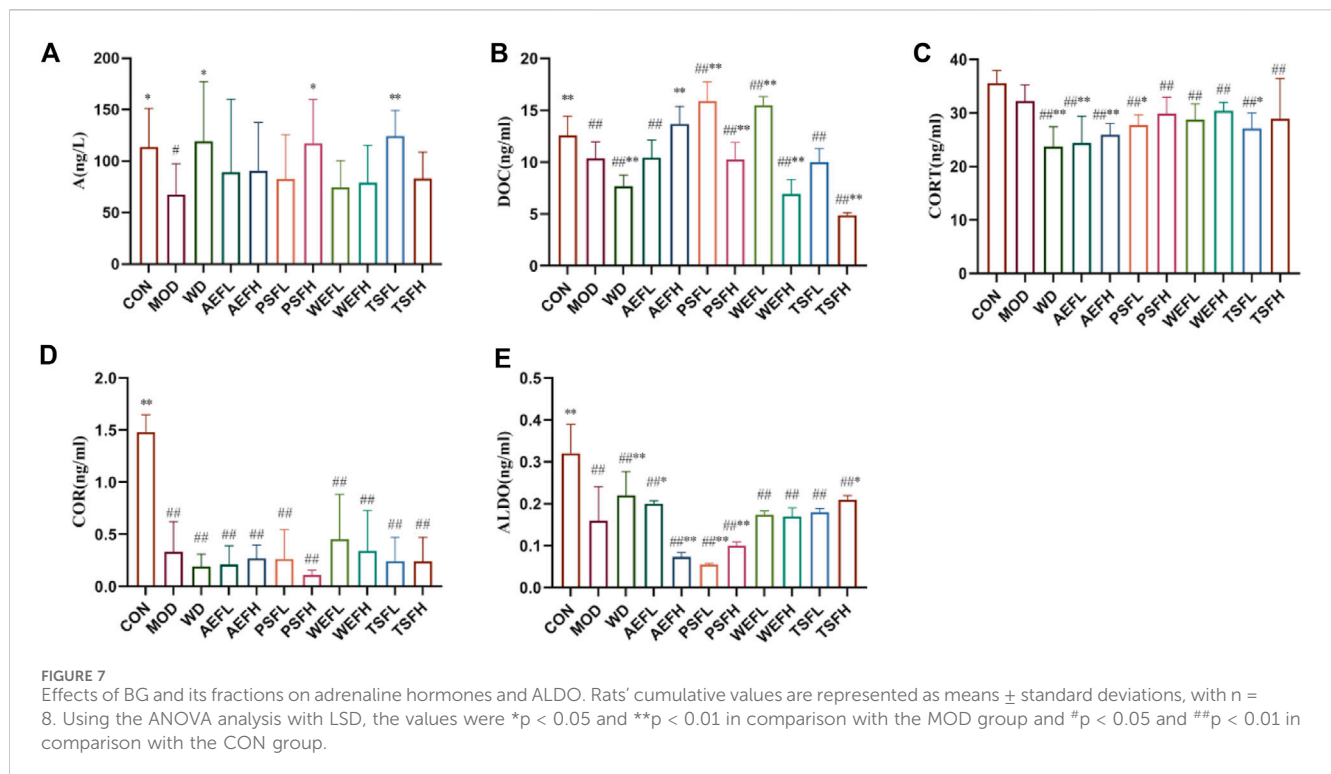 A
A(ng/L)
200
150
100
50
0
*
#
*
*
**
CON
MOD
WD
AEFL
AEFH
PSFL
PSFH
WEFL
WEFH
TSFL
TSFH
B
DOC(ng/ml)
20
15
10
5
0
**
##
##**
##
**
##**
##**
##**
##**
##
##**
CON
MOD
WD
AEFL
AEFH
PSFL
PSFH
WEFL
WEFH
TSFL
TSFH
C
CORT(ng/ml)
40
30
20
10
0
##**
##**
##**
##*
##
##
##
##*
##
CON
MOD
WD
AEFL
AEFH
PSFL
PSFH
WEFL
WEFH
TSFL
TSFH
D
COR(ng/ml)
2.0
1.5
1.0
0.5
0.0
**
##
##
##
##
##
##
##
##
##
##
CON
MOD
WD
AEFL
AEFH
PSFL
PSFH
WEFL
WEFH
TSFL
TSFH
E
ALDO(ng/ml)
0.5
0.4
0.3
0.2
0.1
0.0
**
##
##**
##*
##**
##**
##**
##
##
##
##*
CON
MOD
WD
AEFL
AEFH
PSFL
PSFH
WEFL
WEFH
TSFL
TSFH
FIGURE 7
Effects of BG and its fractions on adrenaline hormones and ALDO. Rats' cumulative values are represented as means ± standard deviations, with n =
8. Using the ANOVA analysis with LSD, the values were *p < 0.05 and **p < 0.01 in comparison with the MOD group and #p < 0.05 and ##p < 0.01 in
comparison with the CON group.